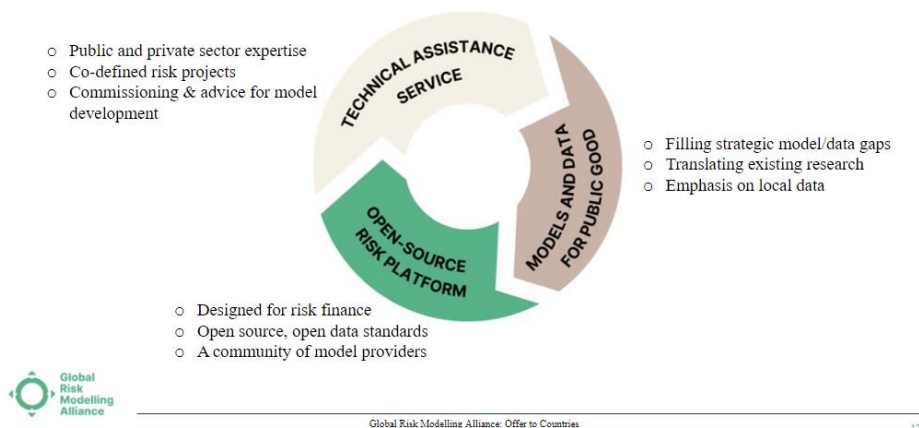 TECHNICAL ASSISTANCE
SERVICE
○ Public and private sector expertise
○ Co-defined risk projects
○ Commissioning & advice for model
development
MODELS AND DATA
FOR PUBLIC GOOD
○ Filling strategic model/data gaps
○ Translating existing research
○ Emphasis on local data
OPEN-SOURCE
RISK PLATFORM
○ Designed for risk finance
○ Open source, open data standards
○ A community of model providers
Global
Risk
Modelling
Alliance
Global Risk Modelling Alliance: Offer to Countries